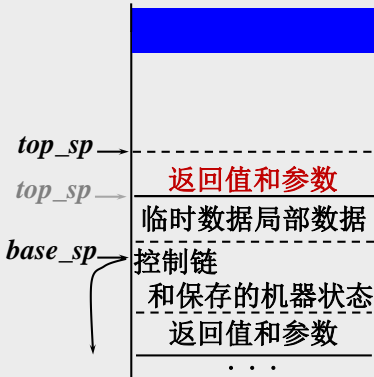 top_sp
返回值和参数
top_sp
临时数据局部数据
base_sp
控制链
和保存的机器状态
返回值和参数
. . .